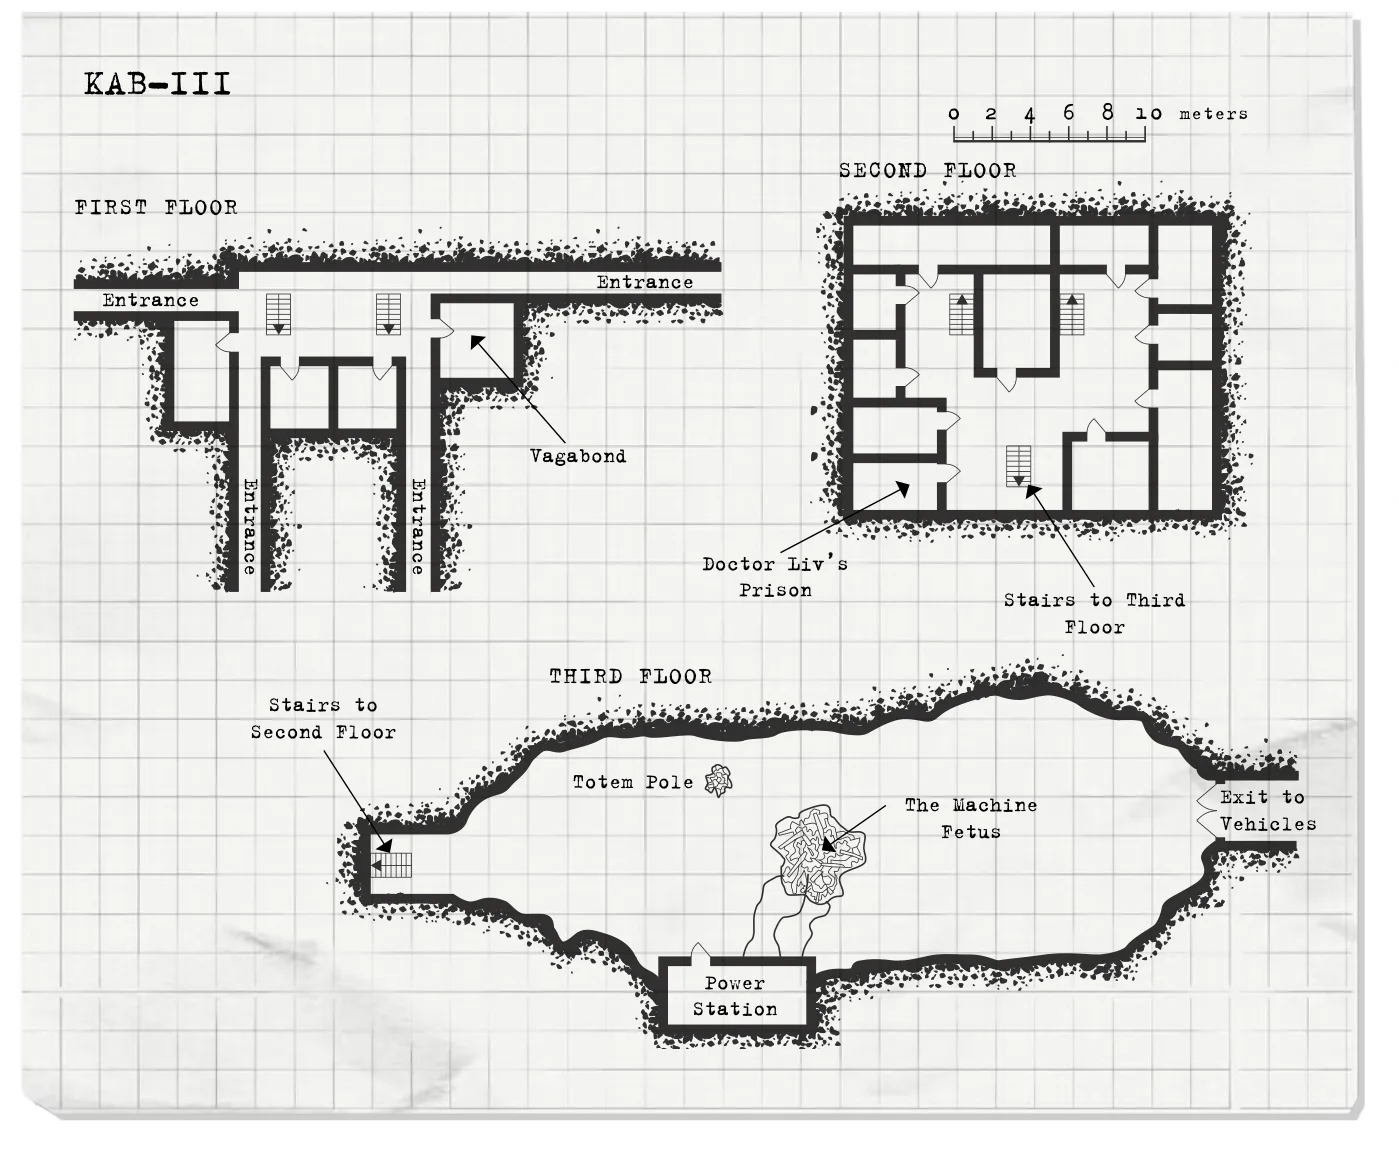 KAB-III
0 2 4 6 8 10 meters
SECOND FLOOR
FIRST FLOOR
Entrance
Entrance
Vagabond
Entrance
Entrance
Doctor Liv's
Prison
Stairs to Third
Floor
THIRD FLOOR
Stairs to
Second Floor
Totem Pole
The Machine
Fetus
Exit to
Vehicles
Power
Station